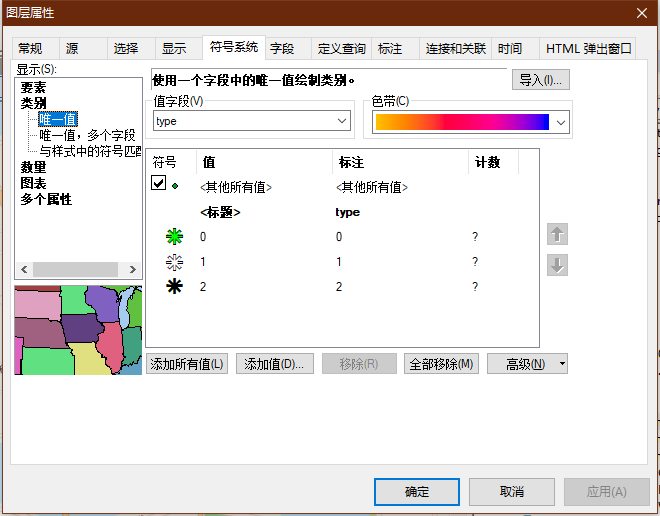 图层属性
常规 源 选择 显示 符号系统 字段 定义查询 标注 连接和关联 时间 HTML 弹出窗口
显示(S):
要素
类别
唯一值
唯一值，多个字段
与样式中的符号匹配
数量
图表
多个属性
使用一个字段中的唯一值绘制类别。
导入(I)...
值字段(V)
type
色带(C)
符号 值 标注 计数
<其他所有值> <其他所有值>
<标题> type
0 0 ?
1 1 ?
2 2 ?
添加所有值(L) 添加值(D)... 移除(R) 全部移除(M) 高级(N)
确定 取消 应用(A)